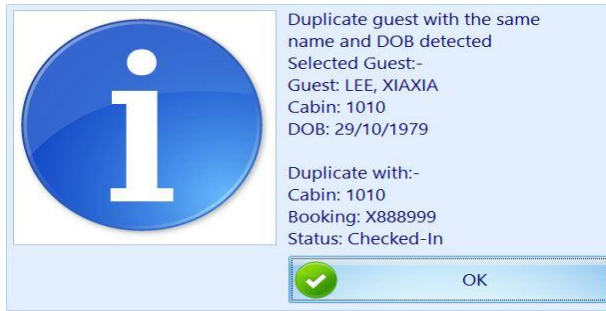 Duplicate guest with the same
name and DOB detected
Selected Guest:-
Guest: LEE, XIAXIA
Cabin: 1010
DOB: 29/10/1979
Duplicate with:-
Cabin: 1010
Booking: X888999
Status: Checked-In
OK